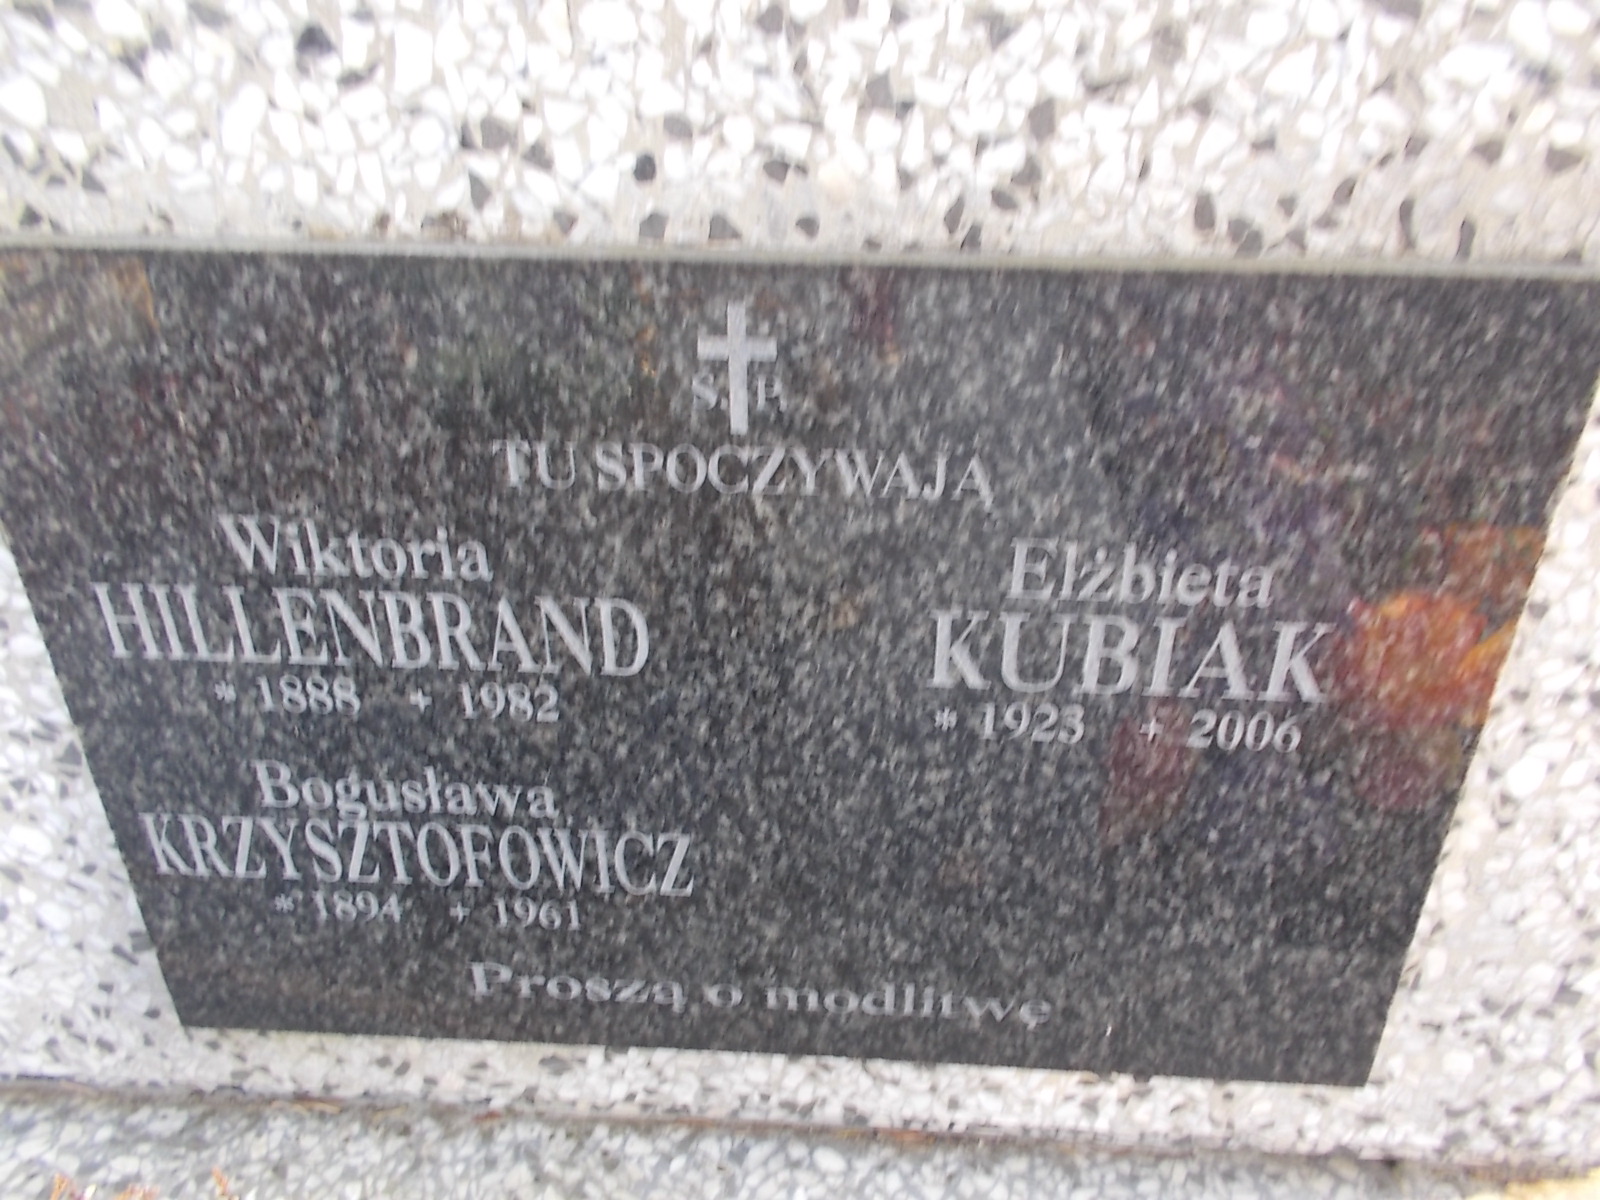 Ś. P.
TU SPOCZYWAJĄ
Wiktoria
HILLENBRAND
* 1888 + 1982
Bogusława
KRZYSZTOFOWICZ
* 1894 + 1961
Elżbieta
KUBIAK
* 1923 + 2006
Proszą o modlitwę